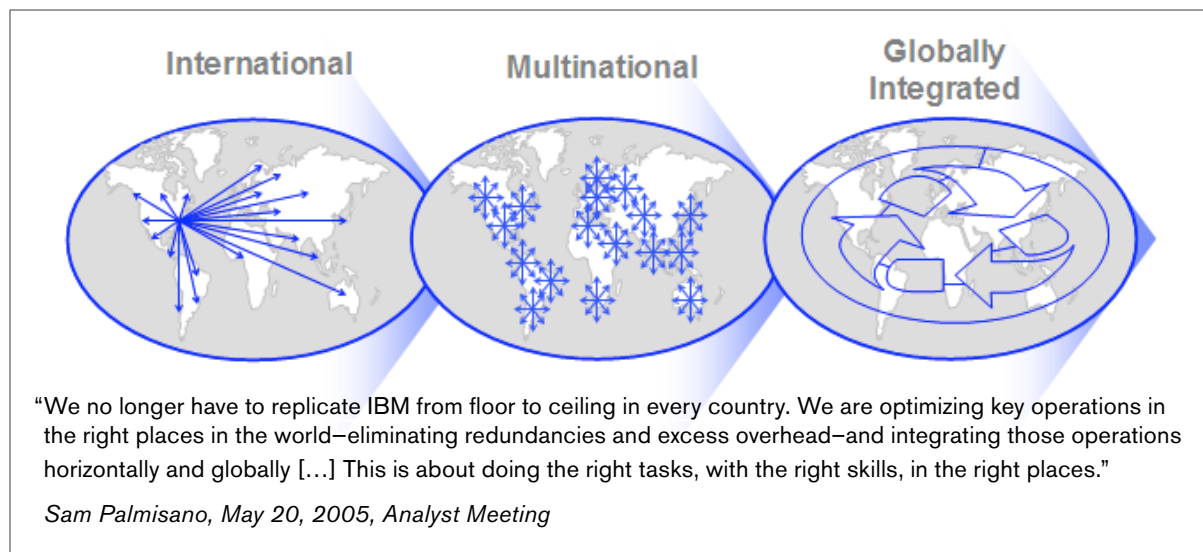 International
Multinational
Globally
Integrated
“We no longer have to replicate IBM from floor to ceiling in every country. We are optimizing key operations in
the right places in the world–eliminating redundancies and excess overhead–and integrating those operations
horizontally and globally […] This is about doing the right tasks, with the right skills, in the right places.”
Sam Palmisano, May 20, 2005, Analyst Meeting